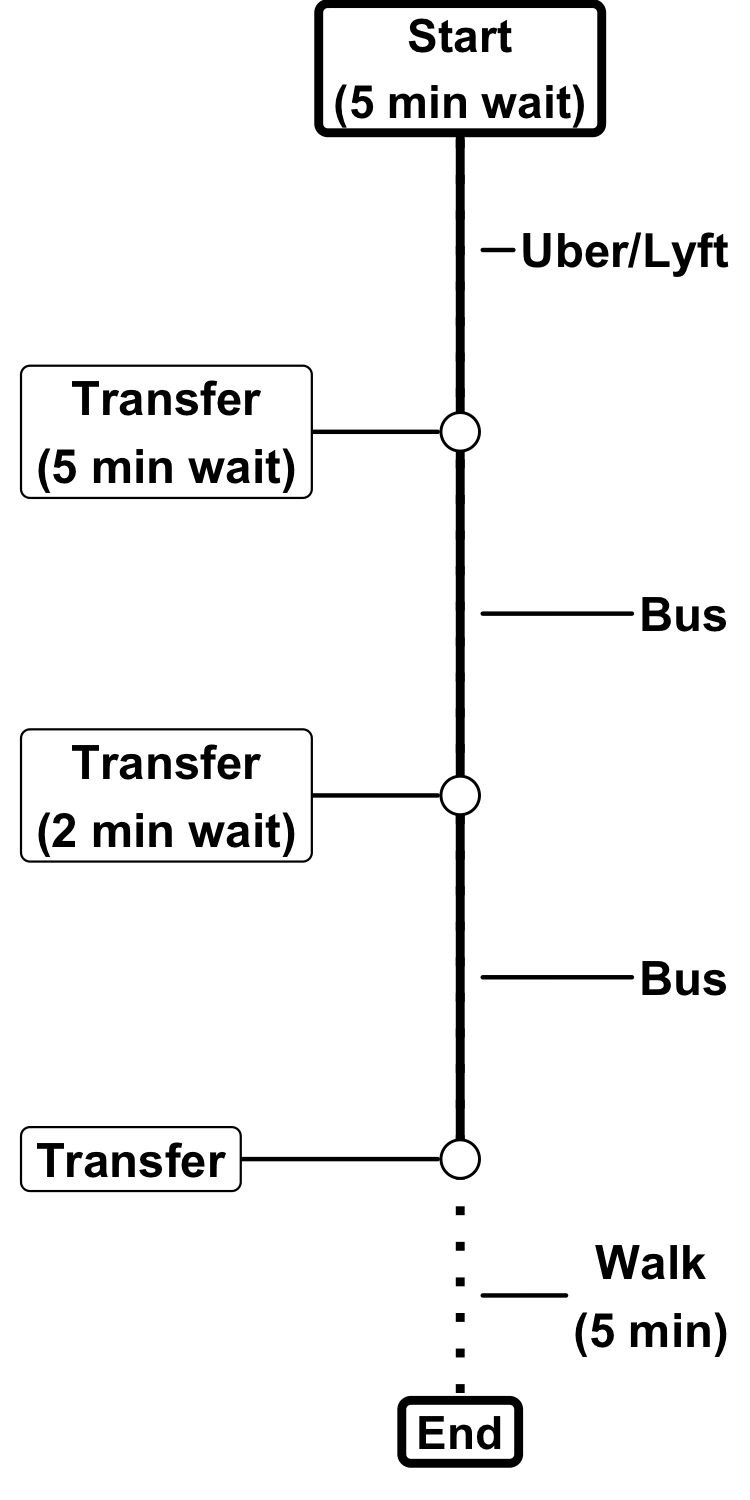 Start
(5 min wait)
Uber/Lyft
Transfer
(5 min wait)
Bus
Transfer
(2 min wait)
Bus
Transfer
Walk
(5 min)
End